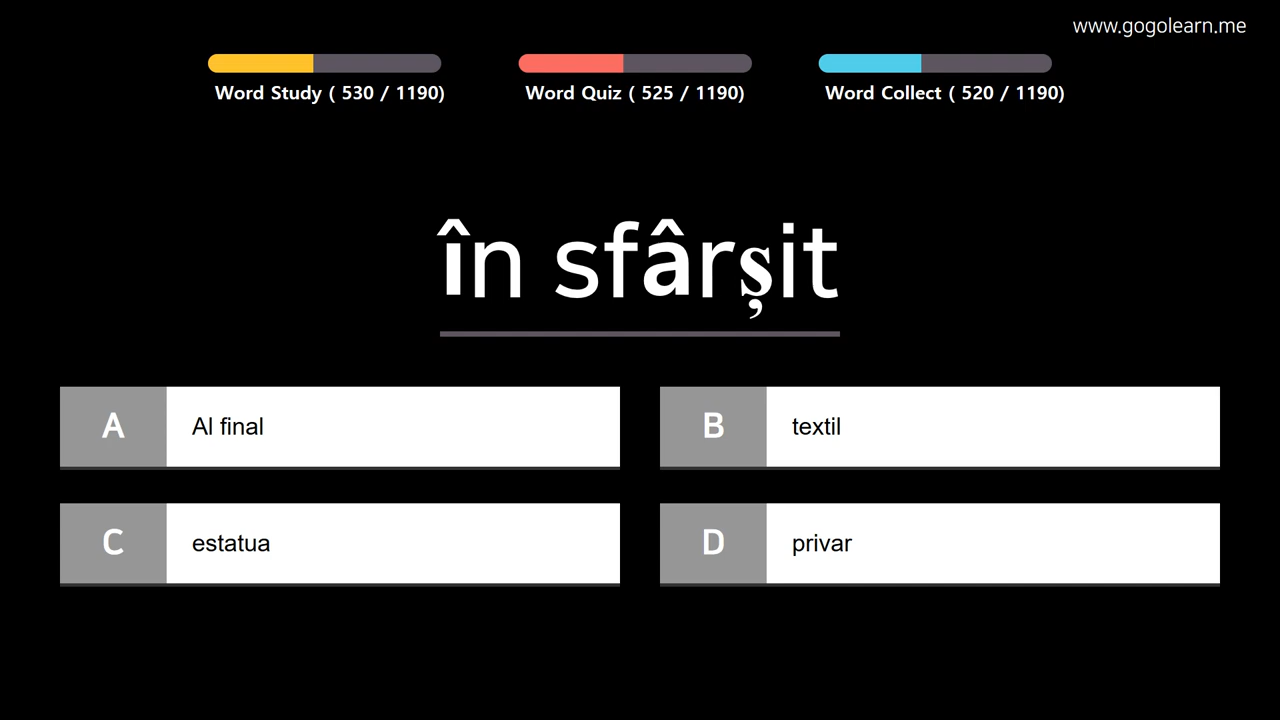 www.gogolearn.me
Word Study ( 530 / 1190)
Word Quiz ( 525 / 1190)
Word Collect ( 520 / 1190)
în sfârșit
A Al final
B textil
C estatua
D privar